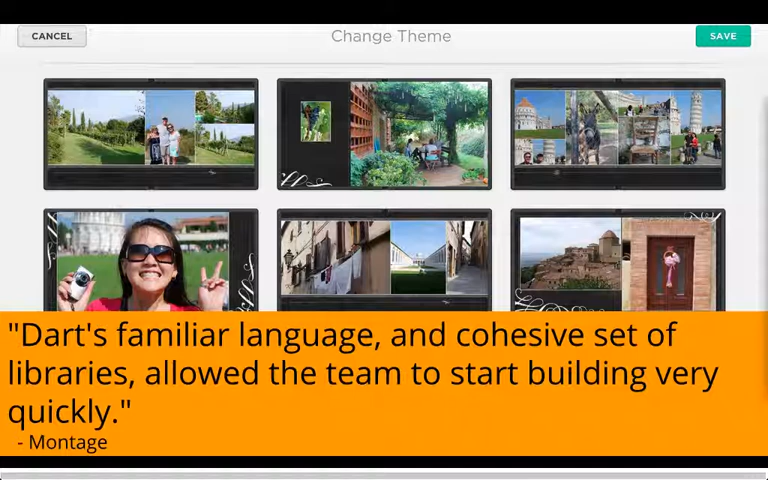 CANCEL
Change Theme
SAVE
"Dart's familiar language, and cohesive set of
libraries, allowed the team to start building very
quickly."
- Montage